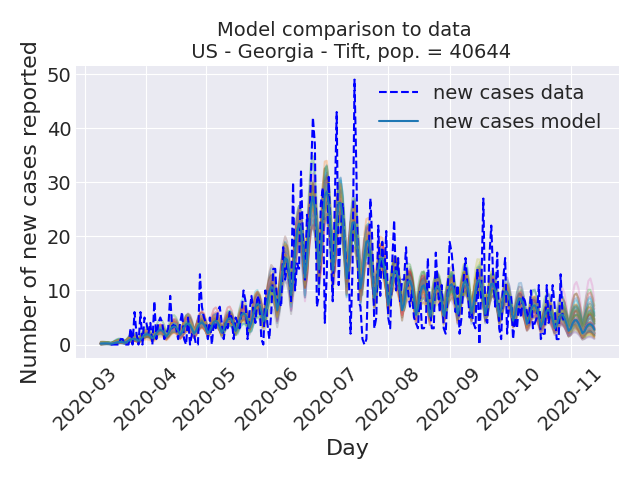 Model comparison to data
US - Georgia - Tift, pop. = 40644
Number of new cases reported
50
40
30
20
10
0
new cases data
new cases model
2020-03
2020-04
2020-05
2020-06
2020-07
2020-08
2020-09
2020-10
2020-11
Day